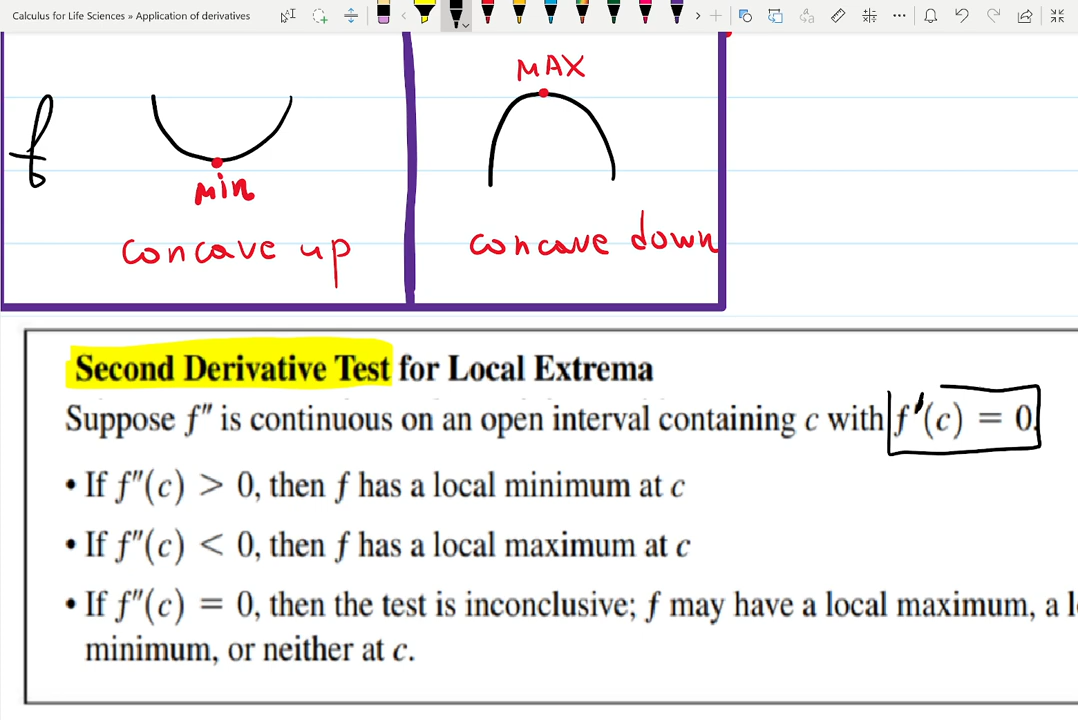 Calculus for Life Sciences » Application of derivatives
MAX
f
Min
concave up
concave down
Second Derivative Test for Local Extrema
Suppose f″ is continuous on an open interval containing c with f′(c) = 0.
• If f″(c) > 0, then f has a local minimum at c
• If f″(c) < 0, then f has a local maximum at c
• If f″(c) = 0, then the test is inconclusive; f may have a local maximum, a
minimum, or neither at c.